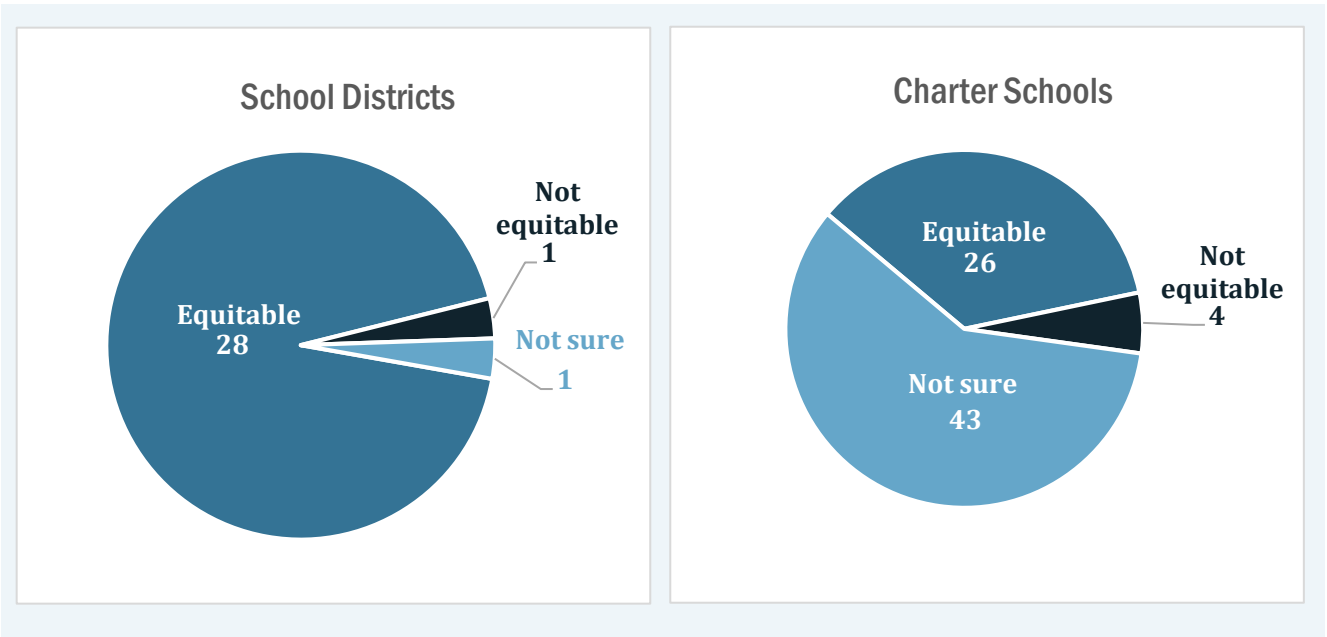 School Districts
Not
equitable
1
Equitable
28
Not sure
1
Charter Schools
Equitable
26
Not
equitable
4
Not sure
43